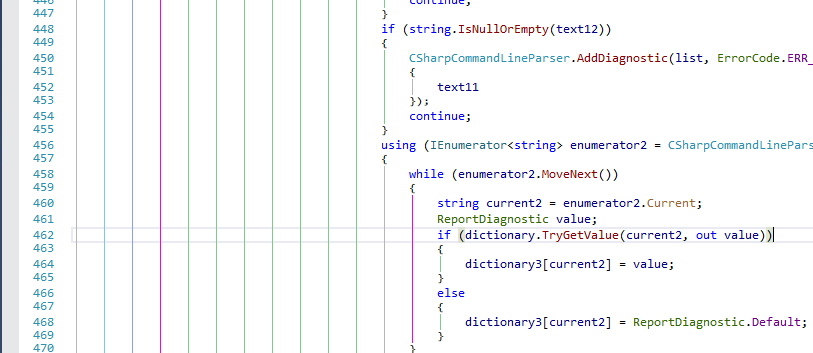 446 continue;
447 }
448 if (string.IsNullOrEmpty(text12))
449 {
450 CSharpCommandLineParser.AddDiagnostic(list, ErrorCode.ERR_
451 {
452 text11
453 });
454 continue;
455 }
456 using (IEnumerator<string> enumerator2 = CSharpCommandLinePars
457 {
458 while (enumerator2.MoveNext())
459 {
460 string current2 = enumerator2.Current;
461 ReportDiagnostic value;
462 if (dictionary.TryGetValue(current2, out value))
463 {
464 dictionary3[current2] = value;
465 }
466 else
467 {
468 dictionary3[current2] = ReportDiagnostic.Default;
469 }
470 }